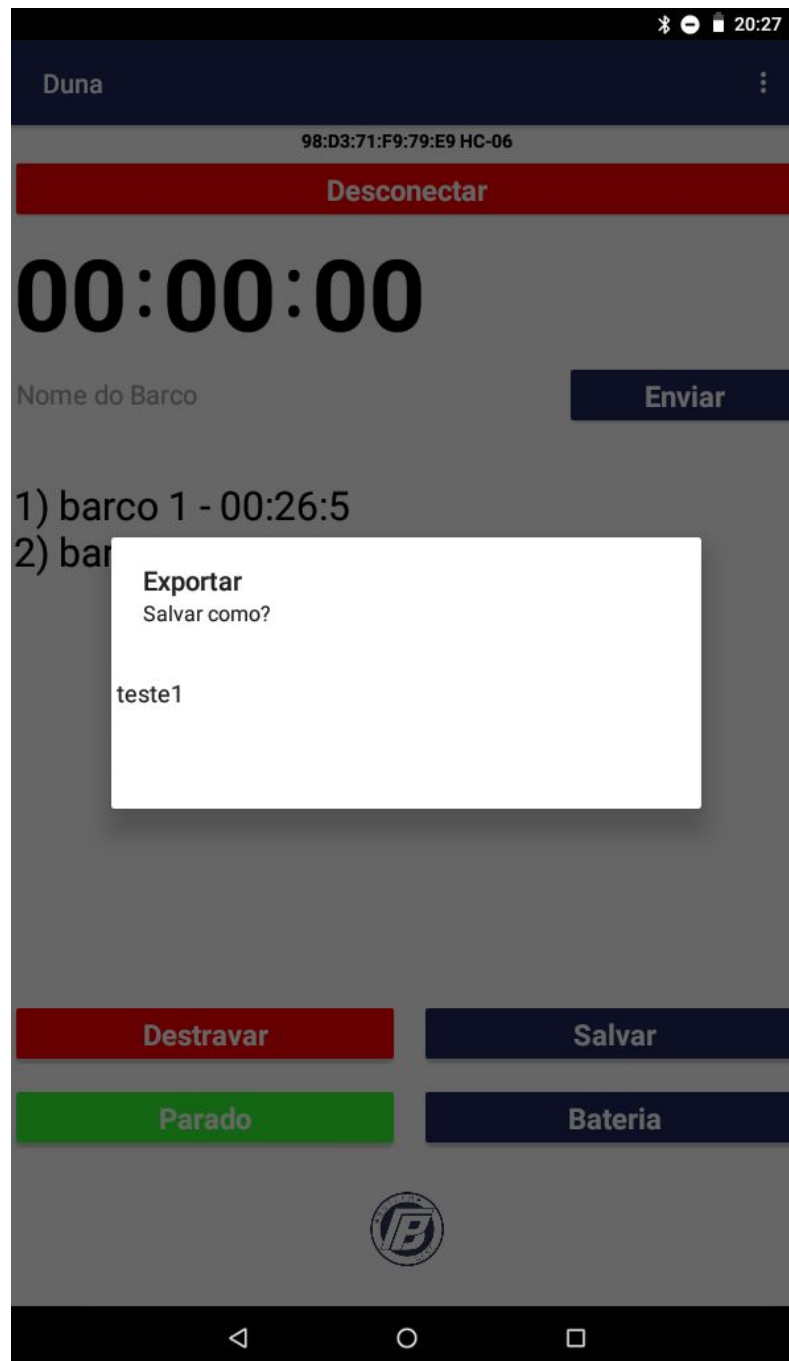 20:27
Duna
98:D3:71:F9:79:E9 HC-06
Desconectar
00:00:00
Nome do Barco Enviar
1) barco 1 - 00:26:5
2) bar
Exportar
Salvar como?
teste1
Destravar Salvar
Parado Bateria